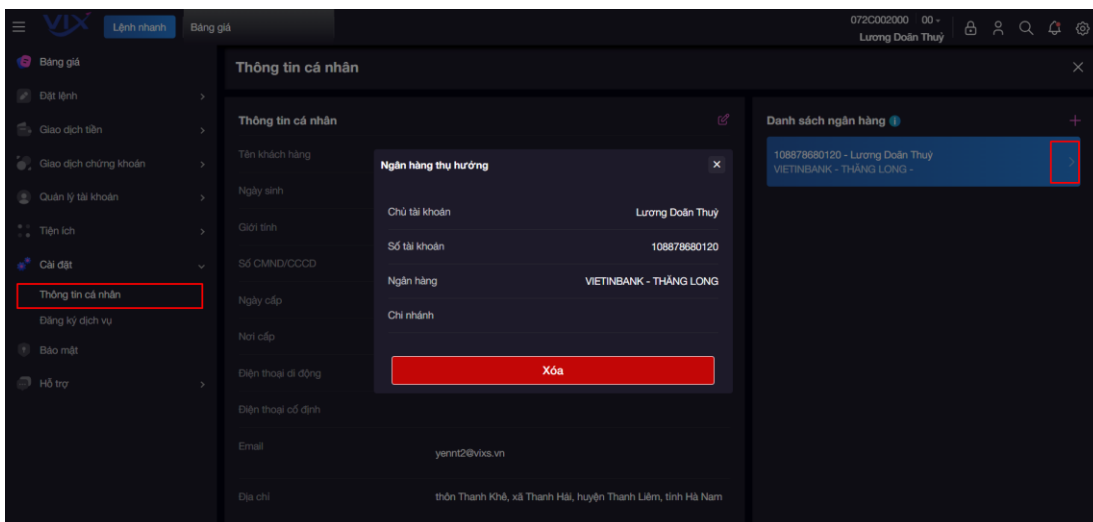 VIX Lệnh nhanh Bảng giá 072C002000 00
Lương Doãn Thuỳ
Bảng giá
Đặt lệnh
Giao dịch tiền
Giao dịch chứng khoán
Quản lý tài khoản
Tiện ích
Cài đặt
Thông tin cá nhân
Đăng ký dịch vụ
Bảo mật
Hỗ trợ
Thông tin cá nhân
Thông tin cá nhân
Tên khách hàng
Ngày sinh
Giới tính
Số CMND/CCCD
Ngày cấp
Nơi cấp
Điện thoại di động
Điện thoại cố định
Email yennt2@vixs.vn
Địa chỉ thôn Thanh Khê, xã Thanh Hải, huyện Thanh Liêm, tỉnh Hà Nam
Ngân hàng thụ hưởng
Chủ tài khoản Lương Doãn Thuỳ
Số tài khoản 108878680120
Ngân hàng VIETINBANK - THĂNG LONG
Chi nhánh
Xóa
Danh sách ngân hàng
108878680120 - Lương Doãn Thuỳ
VIETINBANK - THĂNG LONG -